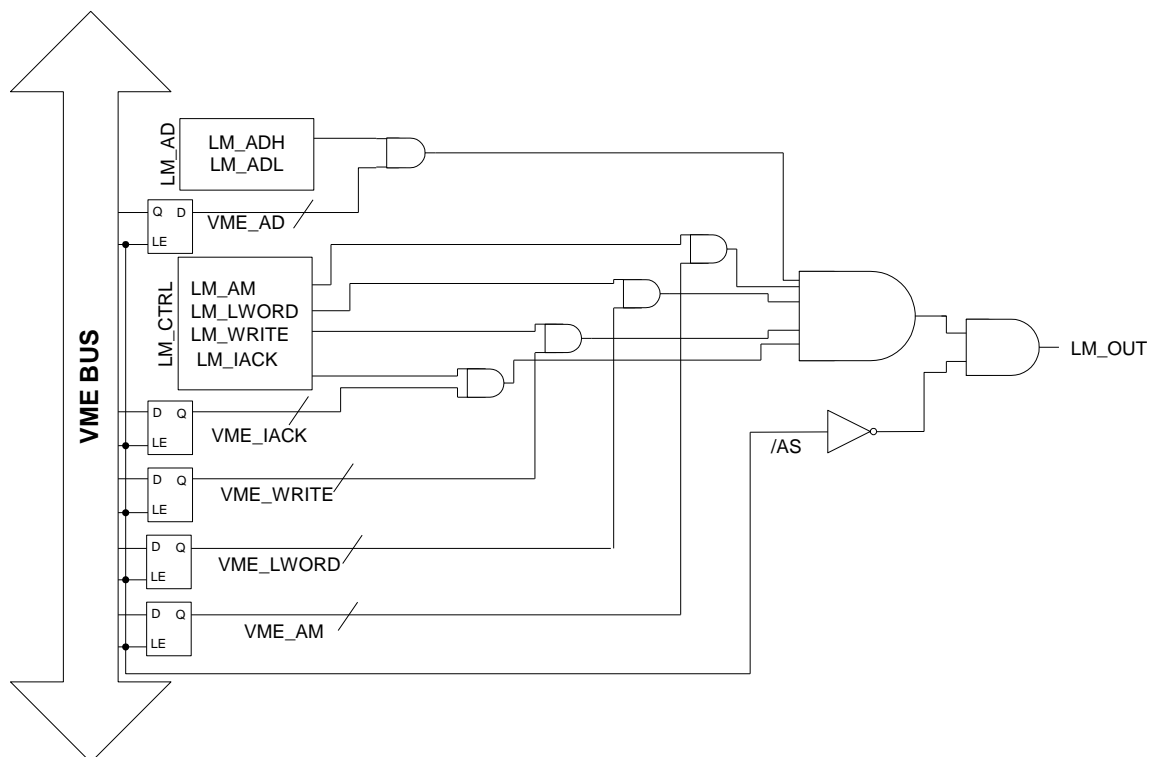 LM_AD
LM_ADH
LM_ADL
Q D
LE
VME_AD
LM_CTRL
LM_AM
LM_LWORD
LM_WRITE
LM_IACK
LM_OUT
VME BUS
D Q
LE
VME_IACK
/AS
D Q
LE
VME_WRITE
D Q
LE
VME_LWORD
D Q
LE
VME_AM